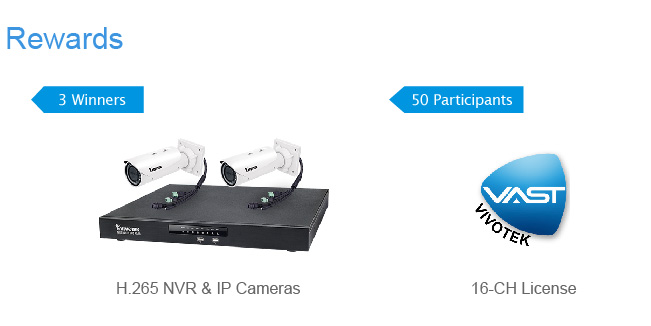 Rewards
3 Winners
50 Participants
VAST
VIVOTEK
H.265 NVR & IP Cameras
16-CH License